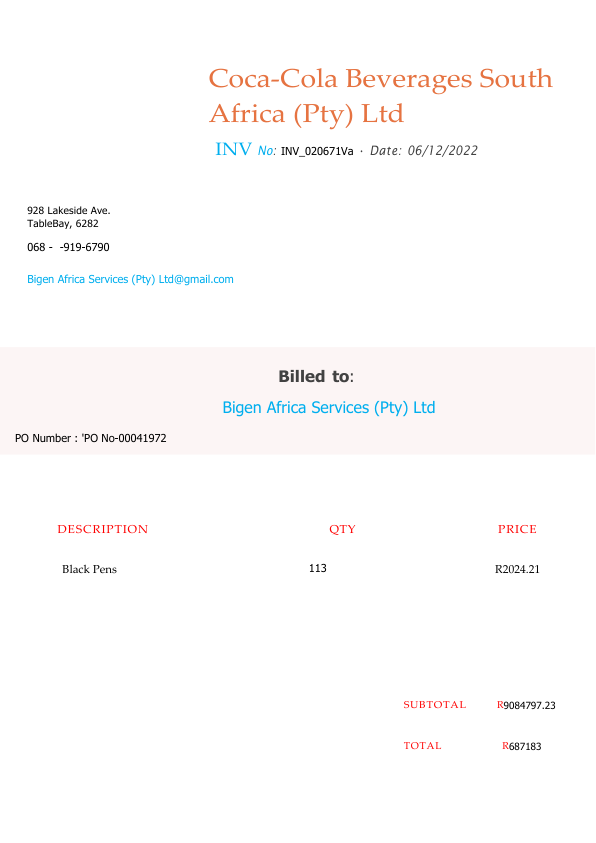 Coca-Cola Beverages South
Africa (Pty) Ltd
INV No: INV_020671Va · Date: 06/12/2022
928 Lakeside Ave.
TableBay, 6282
068 -  -919-6790
Bigen Africa Services (Pty) Ltd@gmail.com
Billed to:
Bigen Africa Services (Pty) Ltd
PO Number : 'PO No-00041972
DESCRIPTION QTY PRICE
Black Pens 113 R2024.21
SUBTOTAL R9084797.23
TOTAL R687183